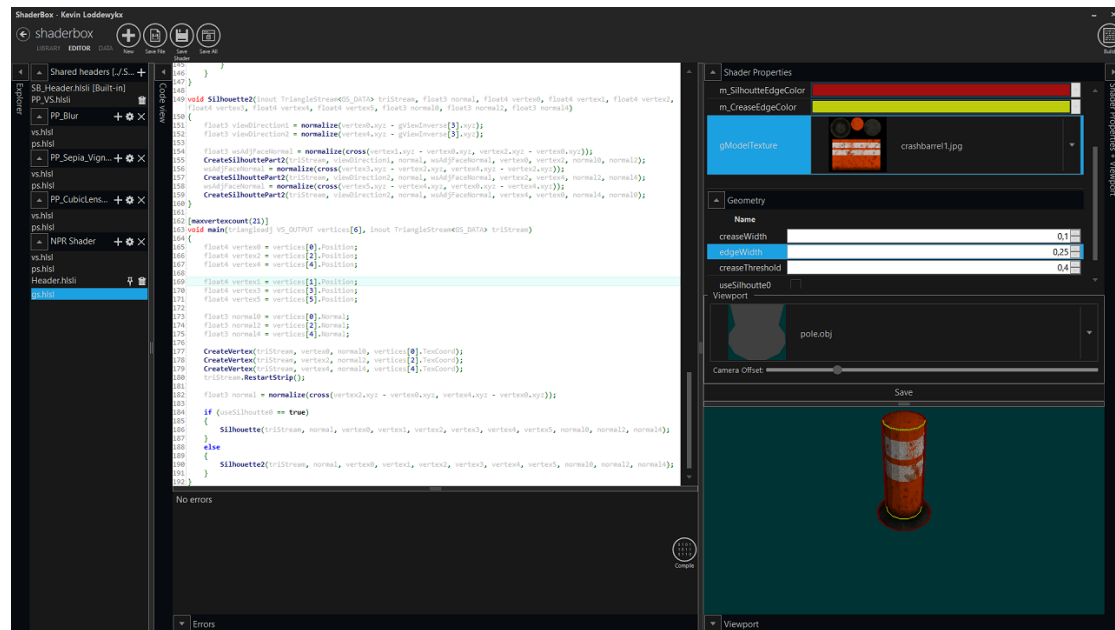 ShaderBox - Kevin Loddewykx
shaderbox
LIBRARY EDITOR DATA
New
Save File
Save Shader
Save All
Build
Explorer
Shared headers [../.S...
SB_Header.hlsli [Built-in]
PP_VS.hlsli
PP_Blur
vs.hlsl
ps.hlsl
PP_Sepia_Vign...
vs.hlsl
ps.hlsl
PP_CubicLens...
vs.hlsl
ps.hlsl
NPR Shader
vs.hlsl
ps.hlsl
Header.hlsli
gs.hlsl
Code view
145 }
146 }
147 }
148
149 void Silhouette2(inout TriangleStream<GS_DATA> triStream, float3 normal, float4 vertex0, float4 vertex1, float4 vertex2,
float4 vertex3, float4 vertex4, float4 vertex5, float3 normal0, float3 normal2, float3 normal4)
150 {
151 float3 viewDirection1 = normalize(vertex0.xyz - gViewInverse[3].xyz);
152 float3 viewDirection2 = normalize(vertex4.xyz - gViewInverse[3].xyz);
153
154 float3 wsAdjFaceNormal = normalize(cross(vertex1.xyz - vertex0.xyz, vertex2.xyz - vertex0.xyz));
155 CreateSilhouttePart2(triStream, viewDirection1, normal, wsAdjFaceNormal, vertex0, vertex2, normal0, normal2);
156 wsAdjFaceNormal = normalize(cross(vertex3.xyz - vertex2.xyz, vertex4.xyz - vertex2.xyz));
157 CreateSilhouttePart2(triStream, viewDirection2, normal, wsAdjFaceNormal, vertex2, vertex4, normal2, normal4);
158 wsAdjFaceNormal = normalize(cross(vertex5.xyz - vertex4.xyz, vertex0.xyz - vertex4.xyz));
159 CreateSilhouttePart2(triStream, viewDirection2, normal, wsAdjFaceNormal, vertex0, vertex4, normal4, normal0);
160 }
161
162 [maxvertexcount(21)]
163 void main(triangleadj VS_OUTPUT vertices[6], inout TriangleStream<GS_DATA> triStream)
164 {
165 float4 vertex0 = vertices[0].Position;
166 float4 vertex2 = vertices[2].Position;
167 float4 vertex4 = vertices[4].Position;
168
169 float4 vertex1 = vertices[1].Position;
170 float4 vertex3 = vertices[3].Position;
171 float4 vertex5 = vertices[5].Position;
172
173 float3 normal0 = vertices[0].Normal;
174 float3 normal2 = vertices[2].Normal;
175 float3 normal4 = vertices[4].Normal;
176
177 CreateVertex(triStream, vertex0, normal0, vertices[0].TexCoord);
178 CreateVertex(triStream, vertex2, normal2, vertices[2].TexCoord);
179 CreateVertex(triStream, vertex4, normal4, vertices[4].TexCoord);
180 triStream.RestartStrip();
181
182 float3 normal = normalize(cross(vertex2.xyz - vertex0.xyz, vertex4.xyz - vertex0.xyz));
183
184 if (useSilhoutte0 == true)
185 {
186 Silhouette(triStream, normal, vertex0, vertex1, vertex2, vertex3, vertex4, vertex5, normal0, normal2, normal4);
187 }
188 else
189 {
190 Silhouette2(triStream, normal, vertex0, vertex1, vertex2, vertex3, vertex4, vertex5, normal0, normal2, normal4);
191 }
192 }
No errors
Compile
Errors
Shader Properties
m_SilhoutteEdgeColor
m_CreaseEdgeColor
gModelTexture
crashbarrel1.jpg
Geometry
Name
creaseWidth 0,1
edgeWidth 0,25
creaseThreshold 0,4
useSilhoutte0
Viewport
pole.obj
Camera Offset:
Save
Viewport
Shader Properties + Viewport